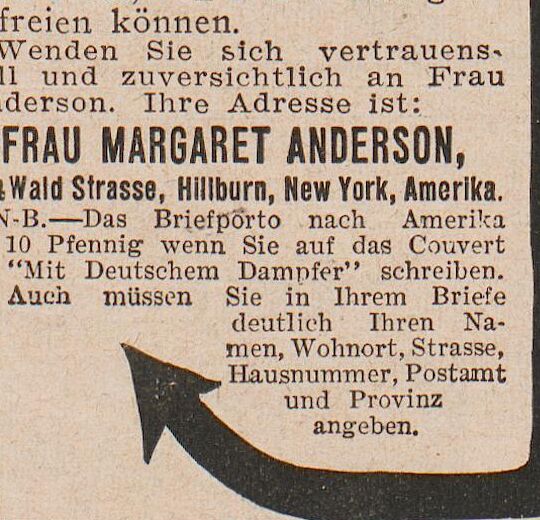 freien können.
Wenden Sie sich vertrauens-
ll und zuversichtlich an Frau
nderson. Ihre Adresse ist:
FRAU MARGARET ANDERSON,
Wald Strasse, Hillburn, New York, Amerika.
N-B.—Das Briefporto nach Amerika
10 Pfennig wenn Sie auf das Couvert
"Mit Deutschem Dampfer" schreiben.
Auch müssen Sie in Ihrem Briefe
deutlich Ihren Na-
men, Wohnort, Strasse,
Hausnummer, Postamt
und Provinz
angeben.